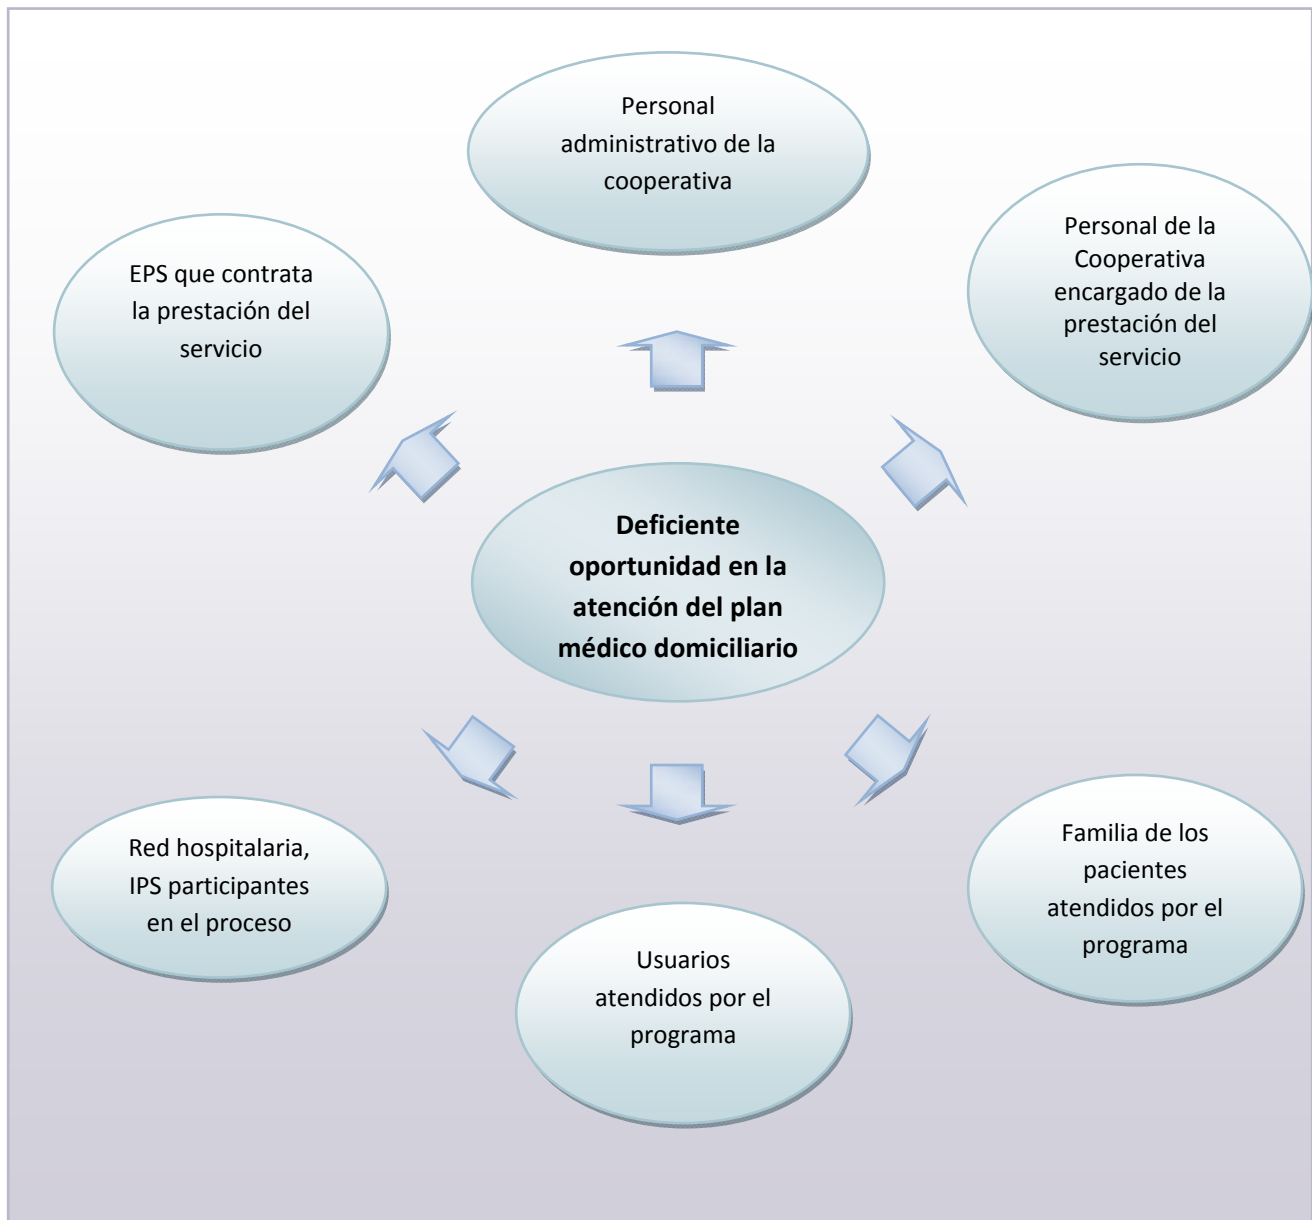 Personal
administrativo de la
cooperativa
EPS que contrata
la prestación del
servicio
Personal de la
Cooperativa
encargado de la
prestación del
servicio
Deficiente
oportunidad en la
atención del plan
médico domiciliario
Red hospitalaria,
IPS participantes
en el proceso
Usuarios
atendidos por el
programa
Familia de los
pacientes
atendidos por el
programa